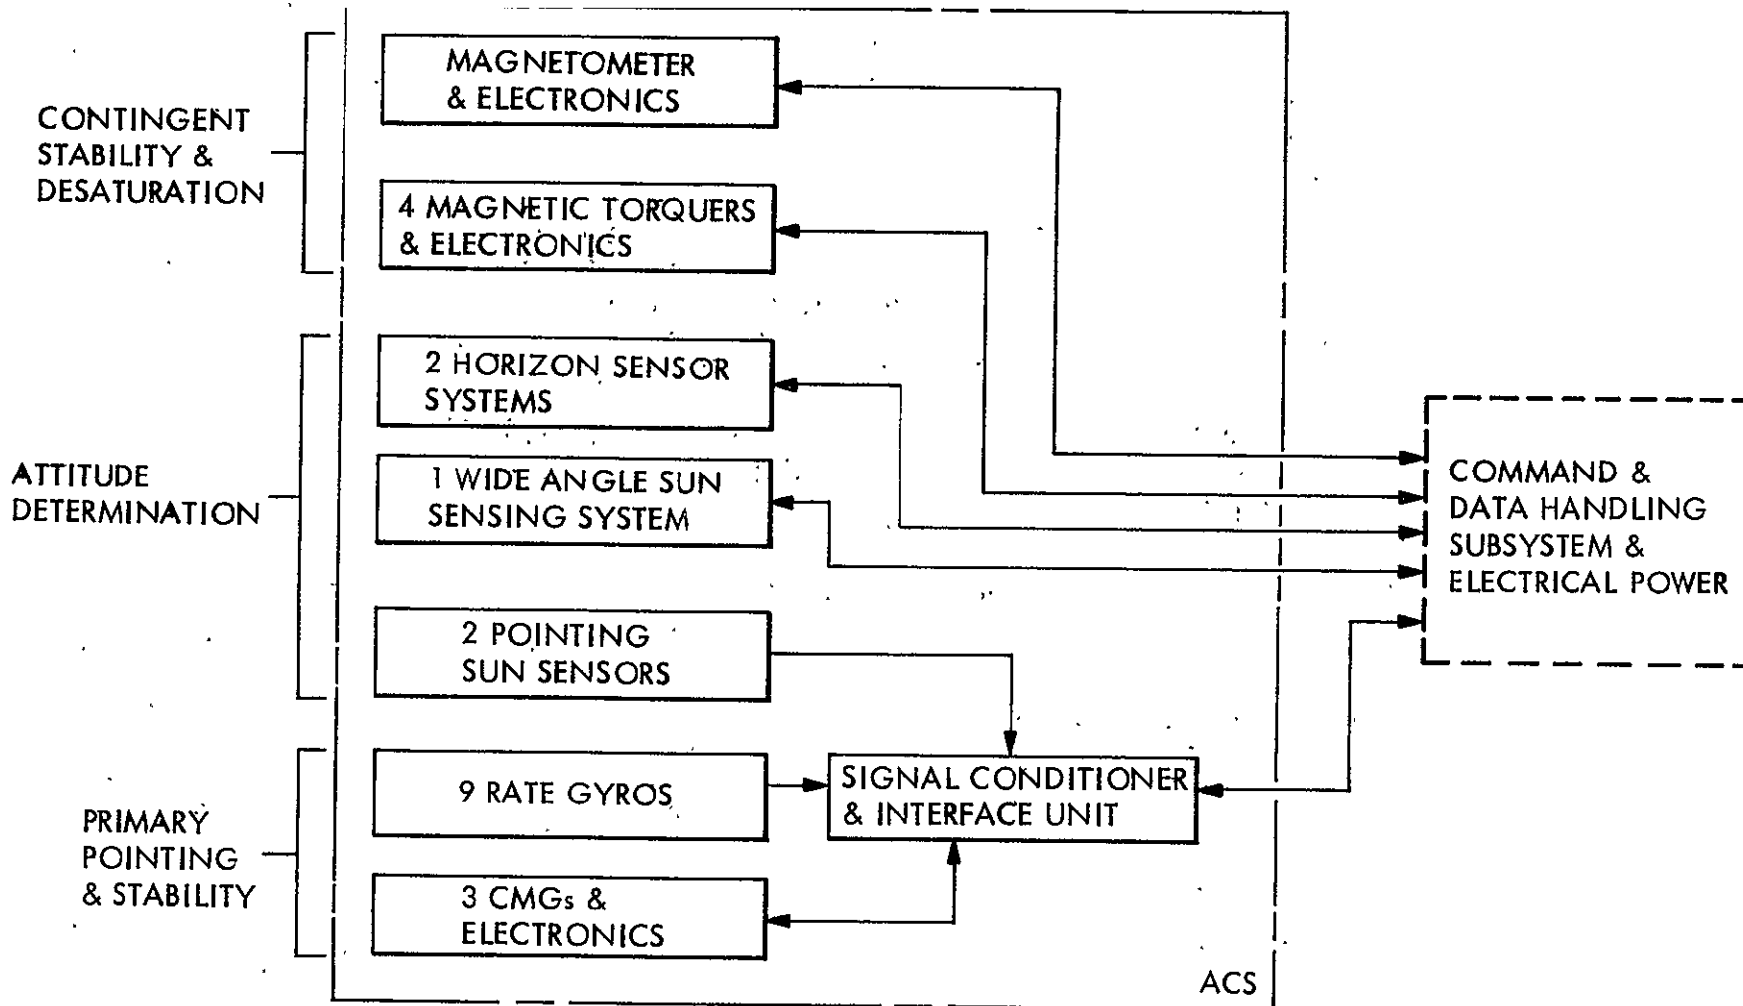 CONTINGENT
STABILITY &
DESATURATION
MAGNETOMETER
& ELECTRONICS
4 MAGNETIC TORQUERS
& ELECTRONICS
ATTITUDE
DETERMINATION
2 HORIZON SENSOR
SYSTEMS
1 WIDE ANGLE SUN
SENSING SYSTEM
2 POINTING
SUN SENSORS
PRIMARY
POINTING
& STABILITY
9 RATE GYROS
3 CMGs &
ELECTRONICS
SIGNAL CONDITIONER
& INTERFACE UNIT
COMMAND &
DATA HANDLING
SUBSYSTEM &
ELECTRICAL POWER
ACS